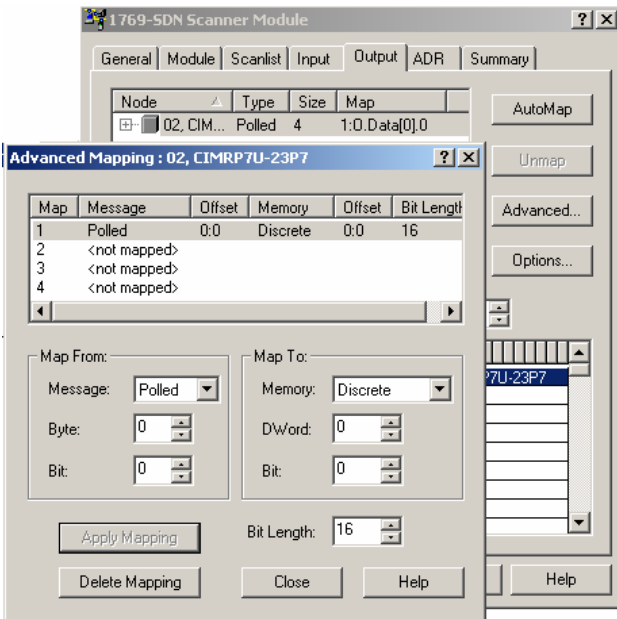 1769-SDN Scanner Module
General Module Scanlist Input Output ADR Summary
Node Type Size Map
02, CIM... Polled 4 1:O.Data[0].0
AutoMap
Unmap
Advanced...
Options...
P7U-23P7
Help
Advanced Mapping : 02, CIMRP7U-23P7
Map Message Offset Memory Offset Bit Length
1 Polled 0:0 Discrete 0:0 16
2 <not mapped>
3 <not mapped>
4 <not mapped>
Map From:
Message: Polled
Byte: 0
Bit: 0
Map To:
Memory: Discrete
DWord: 0
Bit: 0
Apply Mapping
Bit Length: 16
Delete Mapping
Close
Help